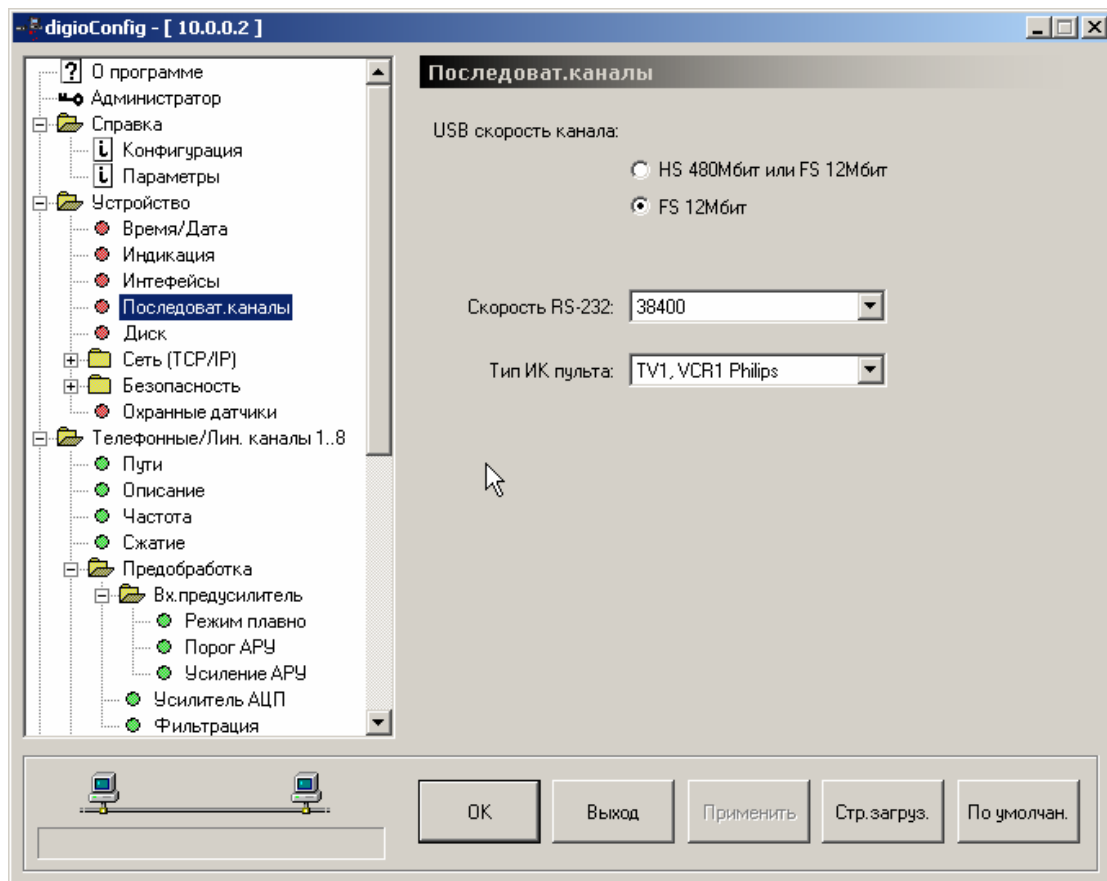 digioConfig - [ 10.0.0.2 ]
? О программе
Администратор
Справка
i Конфигурация
i Параметры
Устройство
Время/Дата
Индикация
Интефейсы
Последоват.каналы
Диск
Сеть (TCP/IP)
Безопасность
Охранные датчики
Телефонные/Лин. каналы 1..8
Пути
Описание
Частота
Сжатие
Предобработка
Вх.предусилитель
Режим плавно
Порог АРУ
Усиление АРУ
Усилитель АЦП
Фильтрация
Последоват.каналы
USB скорость канала:
HS 480Мбит или FS 12Мбит
FS 12Мбит
Скорость RS-232: 38400
Тип ИК пульта: TV1, VCR1 Philips
OK Выход Применить Стр.загруз. По умолчан.